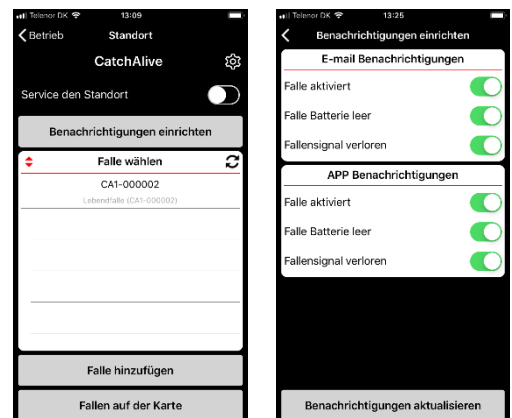 Telenor DK 13:09
Betrieb Standort
CatchAlive
Service den Standort
Benachrichtigungen einrichten
Falle wählen
CA1-000002
Lebendfalle (CA1-000002)
Falle hinzufügen
Fallen auf der Karte
Telenor DK 13:25
Benachrichtigungen einrichten
E-mail Benachrichtigungen
Falle aktiviert
Falle Batterie leer
Fallensignal verloren
APP Benachrichtigungen
Falle aktiviert
Falle Batterie leer
Fallensignal verloren
Benachrichtigungen aktualisieren